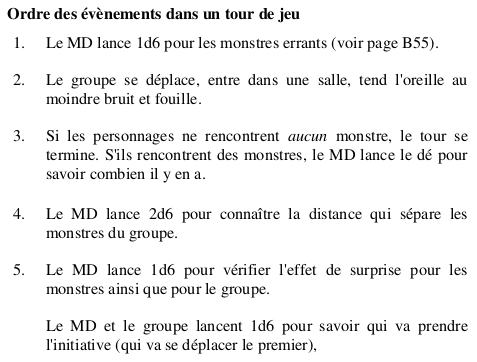 Ordre des évènements dans un tour de jeu
1. Le MD lance 1d6 pour les monstres errants (voir page B55).
2. Le groupe se déplace, entre dans une salle, tend l'oreille au
moindre bruit et fouille.
3. Si les personnages ne rencontrent aucun monstre, le tour se
termine. S'ils rencontrent des monstres, le MD lance le dé pour
savoir combien il y en a.
4. Le MD lance 2d6 pour connaître la distance qui sépare les
monstres du groupe.
5. Le MD lance 1d6 pour vérifier l'effet de surprise pour les
monstres ainsi que pour le groupe.
Le MD et le groupe lancent 1d6 pour savoir qui va prendre
l'initiative (qui va se déplacer le premier),